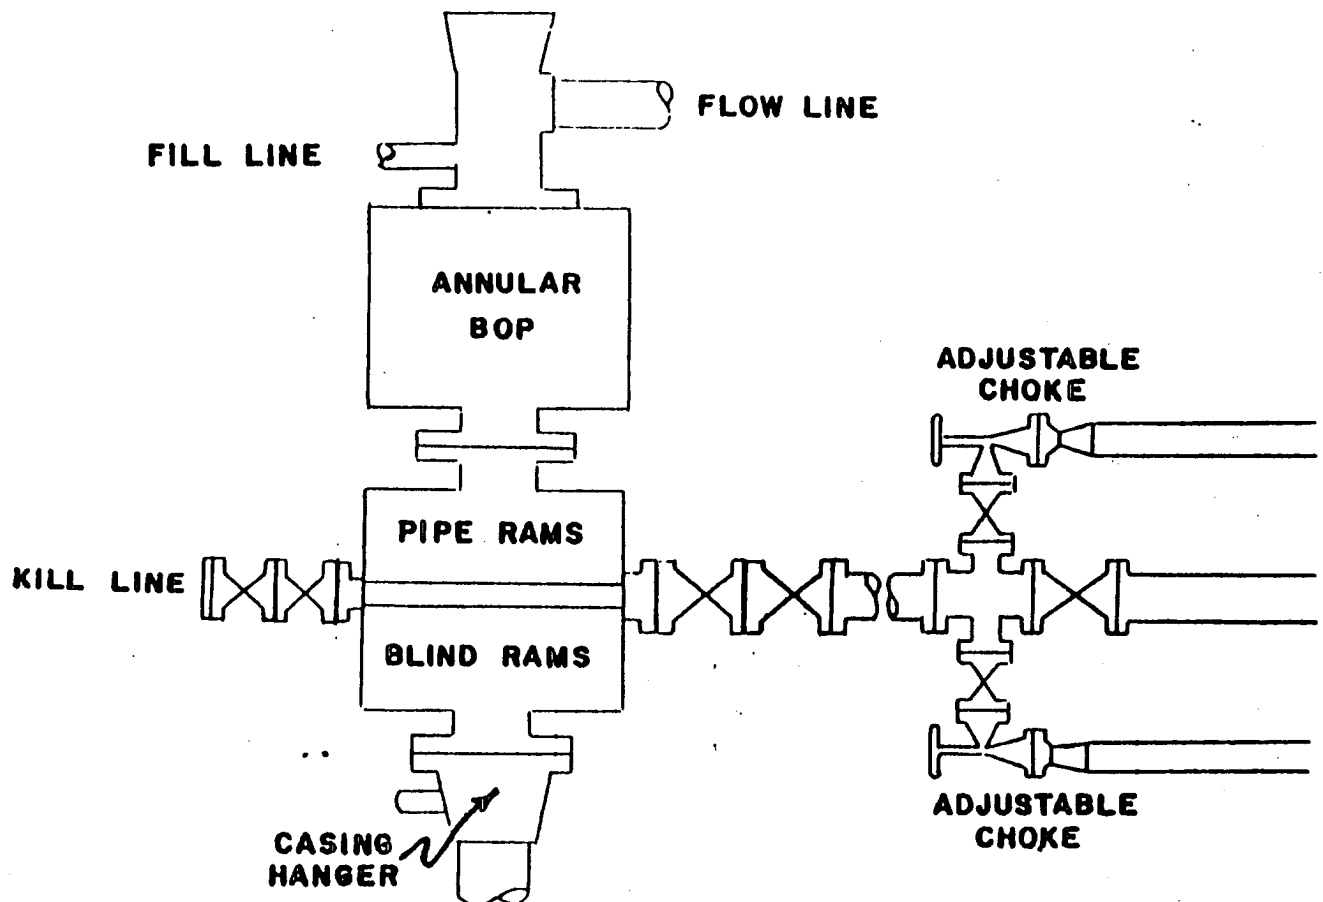 FLOW LINE
FILL LINE
ANNULAR
BOP
ADJUSTABLE
CHOKE
PIPE RAMS
KILL LINE
BLIND RAMS
ADJUSTABLE
CHOKE
CASING
HANGER